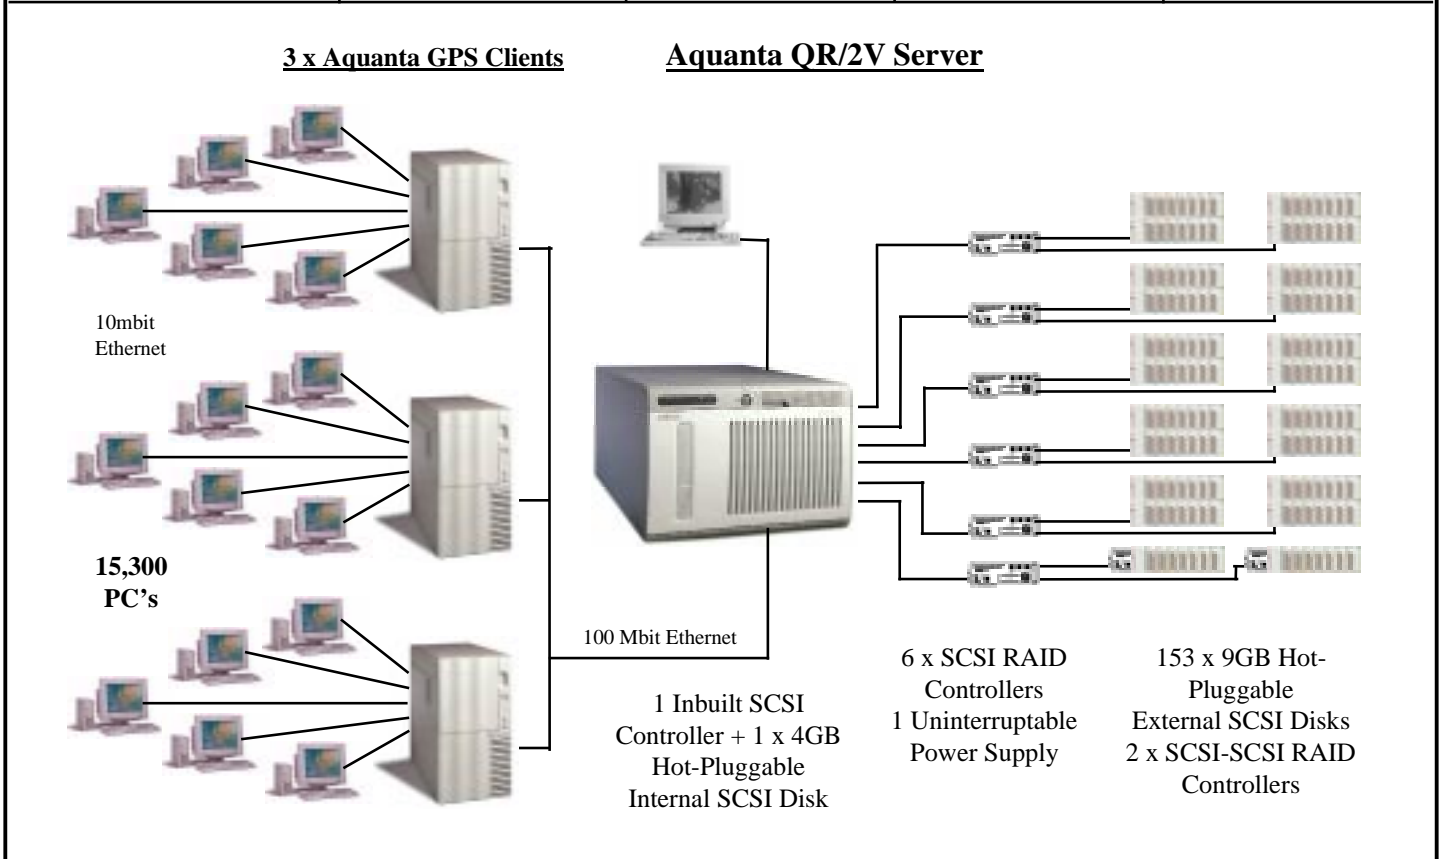 3 x Aquanta GPS Clients
Aquanta QR/2V Server
10mbit
Ethernet
15,300
PC’s
100 Mbit Ethernet
1 Inbuilt SCSI
Controller + 1 x 4GB
Hot-Pluggable
Internal SCSI Disk
6 x SCSI RAID
Controllers
1 Uninterruptable
Power Supply
153 x 9GB Hot-
Pluggable
External SCSI Disks
2 x SCSI-SCSI RAID
Controllers